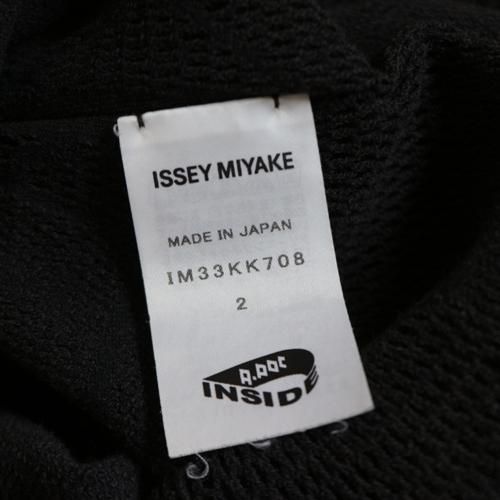 ISSEY MIYAKE
MADE IN JAPAN
IM33KK708
2
A.POC
INSIDE